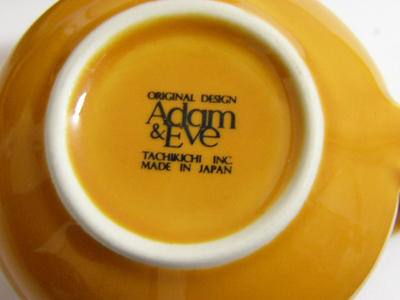 ORIGINAL DESIGN
Adam
& Eve
TACHIKICHI INC.
MADE IN JAPAN